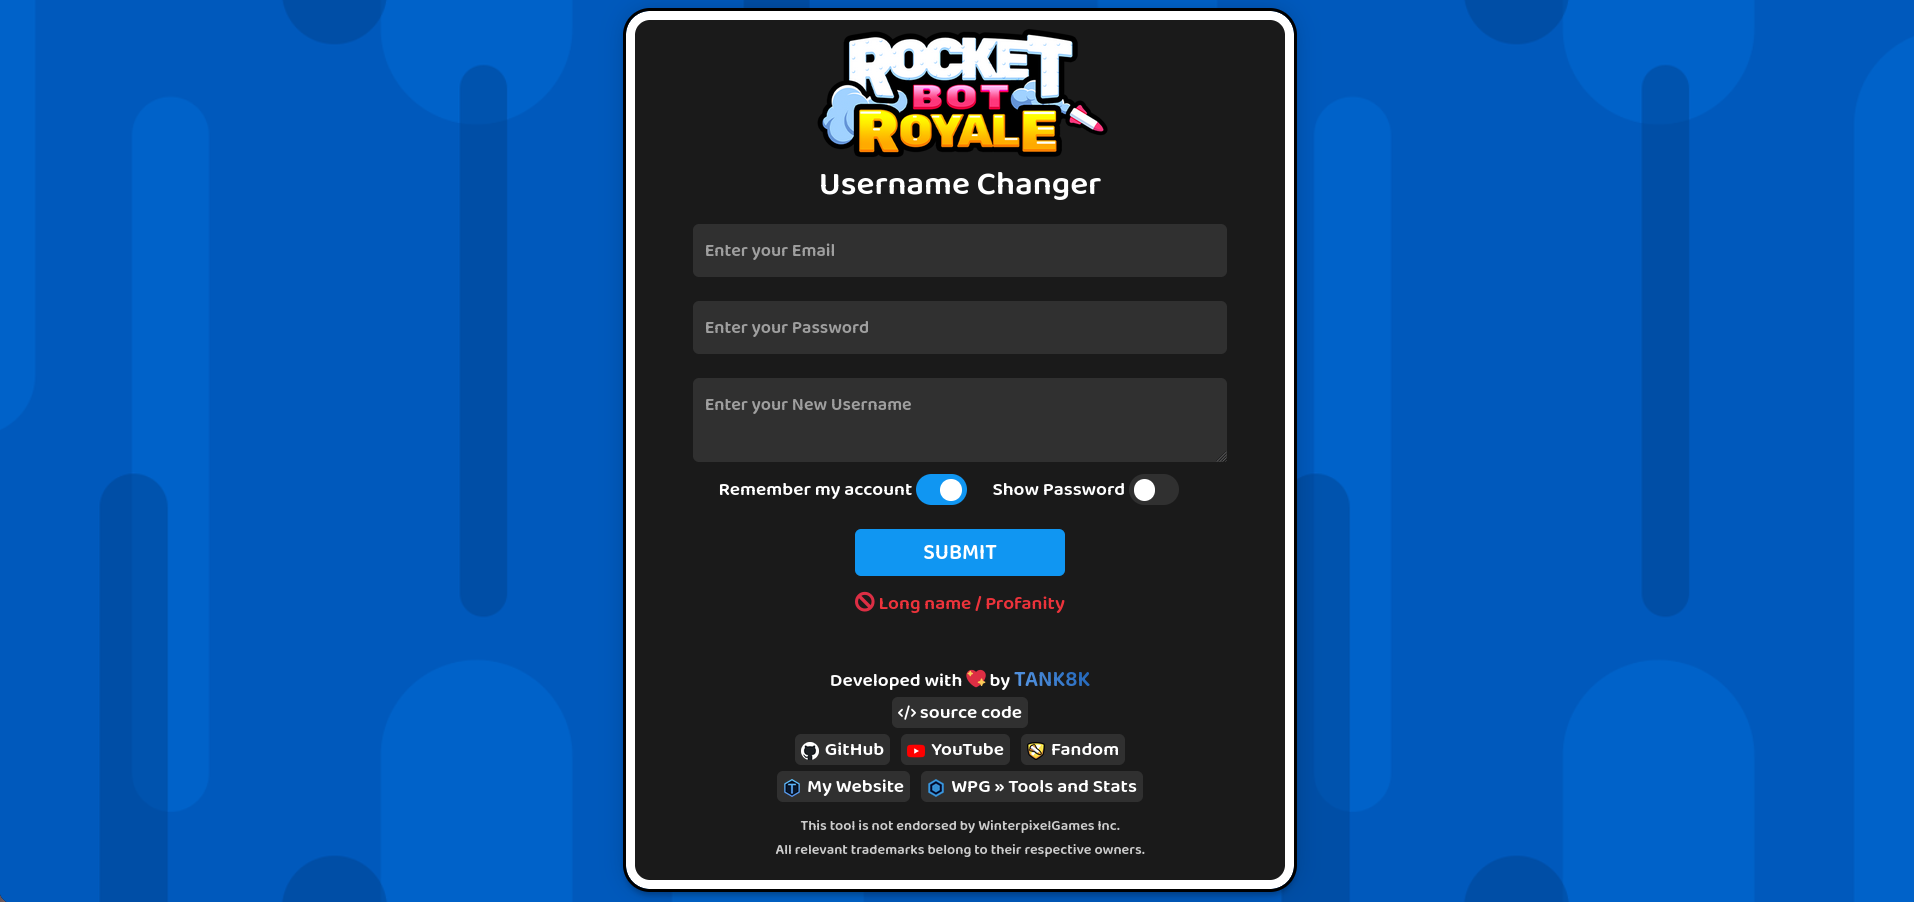 ROCKET
BOT
ROYALE
Username Changer
Enter your Email
Enter your Password
Enter your New Username
Remember my account Show Password
SUBMIT
🚫 Long name / Profanity
Developed with 💖 by TANK8K
</> source code
GitHub YouTube Fandom
My Website WPG » Tools and Stats
This tool is not endorsed by WinterpixelGames Inc.
All relevant trademarks belong to their respective owners.